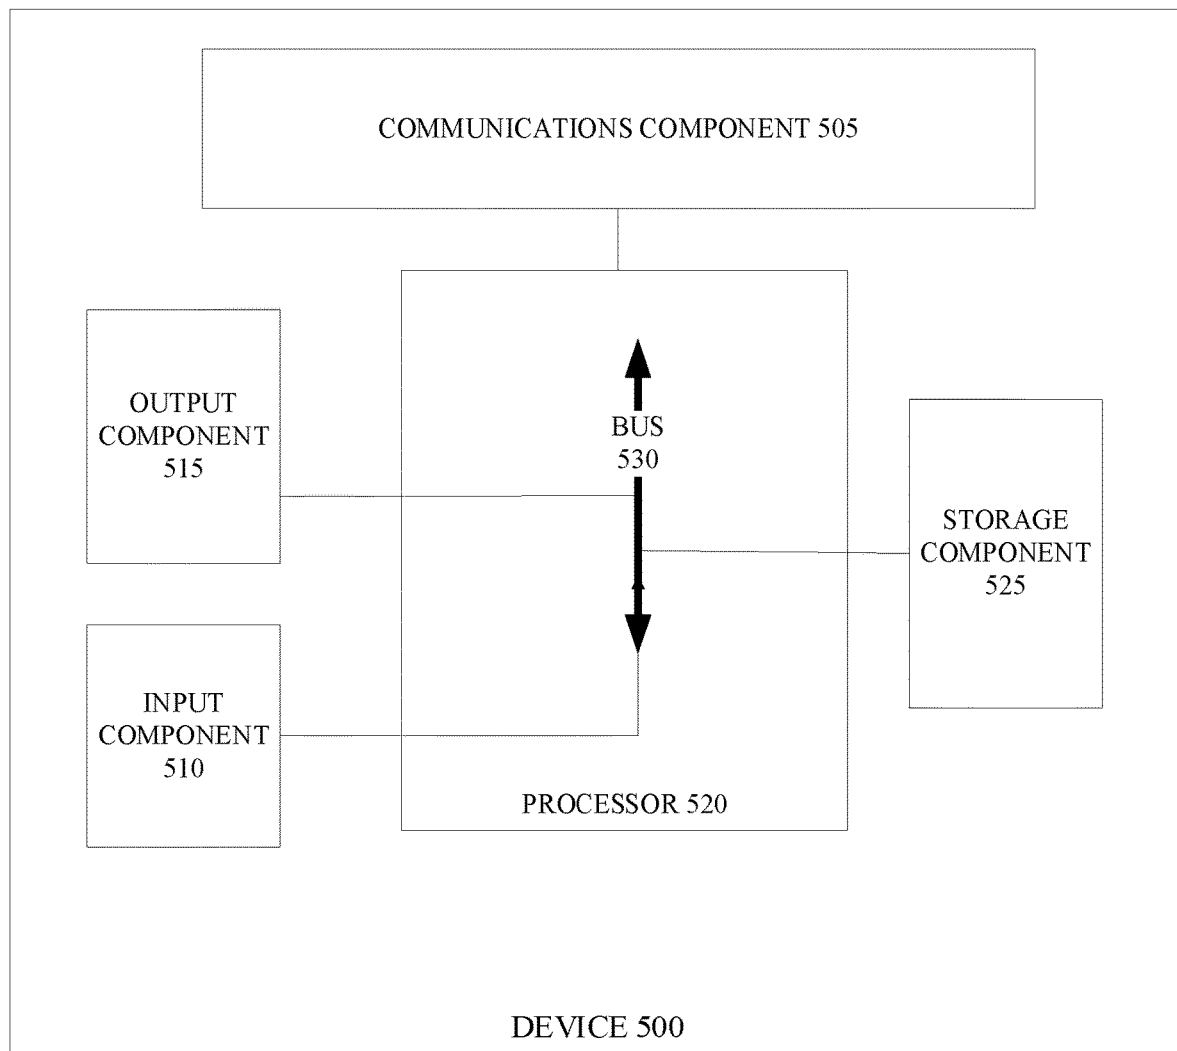 COMMUNICATIONS COMPONENT 505
OUTPUT
COMPONENT
515
BUS
530
STORAGE
COMPONENT
525
INPUT
COMPONENT
510
PROCESSOR 520
DEVICE 500